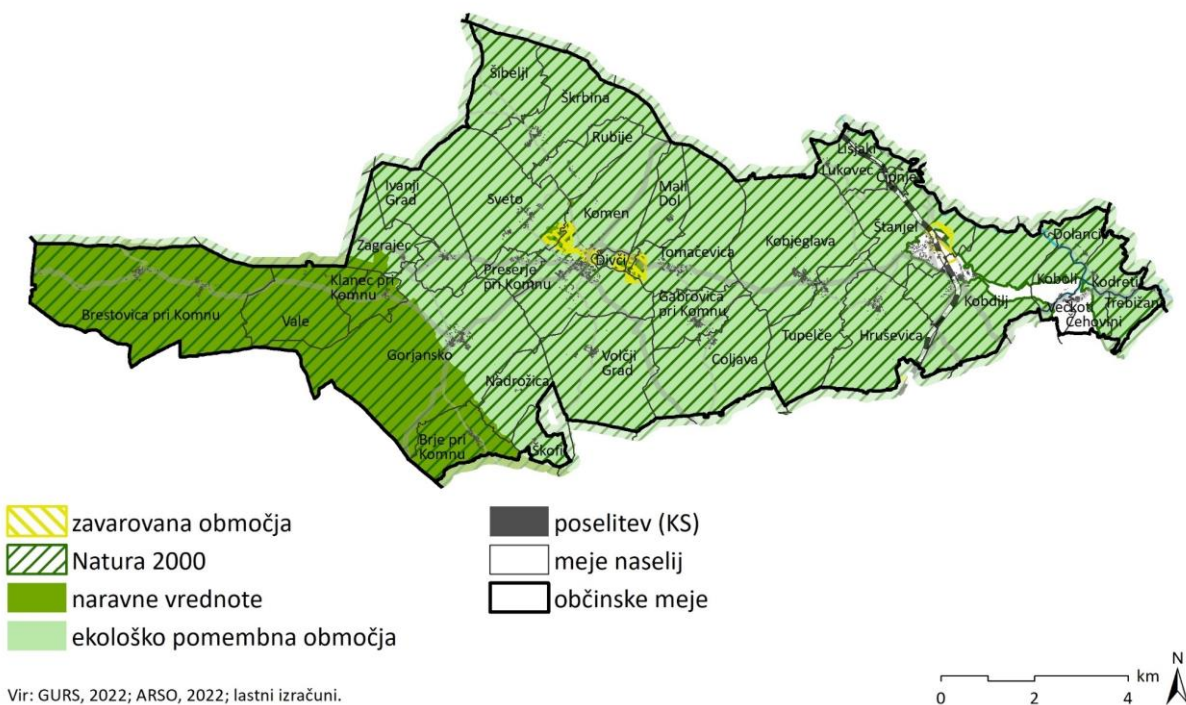 Šibelji
Škrbina
Rubije
Lisjaki
Lukovec
Čipnje
Ivanji
Grad
Sveto
Komen
Mali
Dol
Štanjel
Dolanci
Zagrajec
Divči
Tomačevica
Kobjeglava
Koboli
Kodreti
Klanec pri
Komnu
Preserje
pri Komnu
Gabrovica
pri Komnu
Kobdilj
Večkoti
Trebižani
Čehovini
Brestovica pri Komnu
Vale
Gorjansko
Volčji
Grad
Coljava
Tupelče
Hruševica
Nadrožica
Brje pri
Komnu
Škofi
zavarovana območja
Natura 2000
naravne vrednote
ekološko pomembna območja
poselitev (KS)
meje naselij
občinske meje
Vir: GURS, 2022; ARSO, 2022; lastni izračuni.
0 2 4 km
N